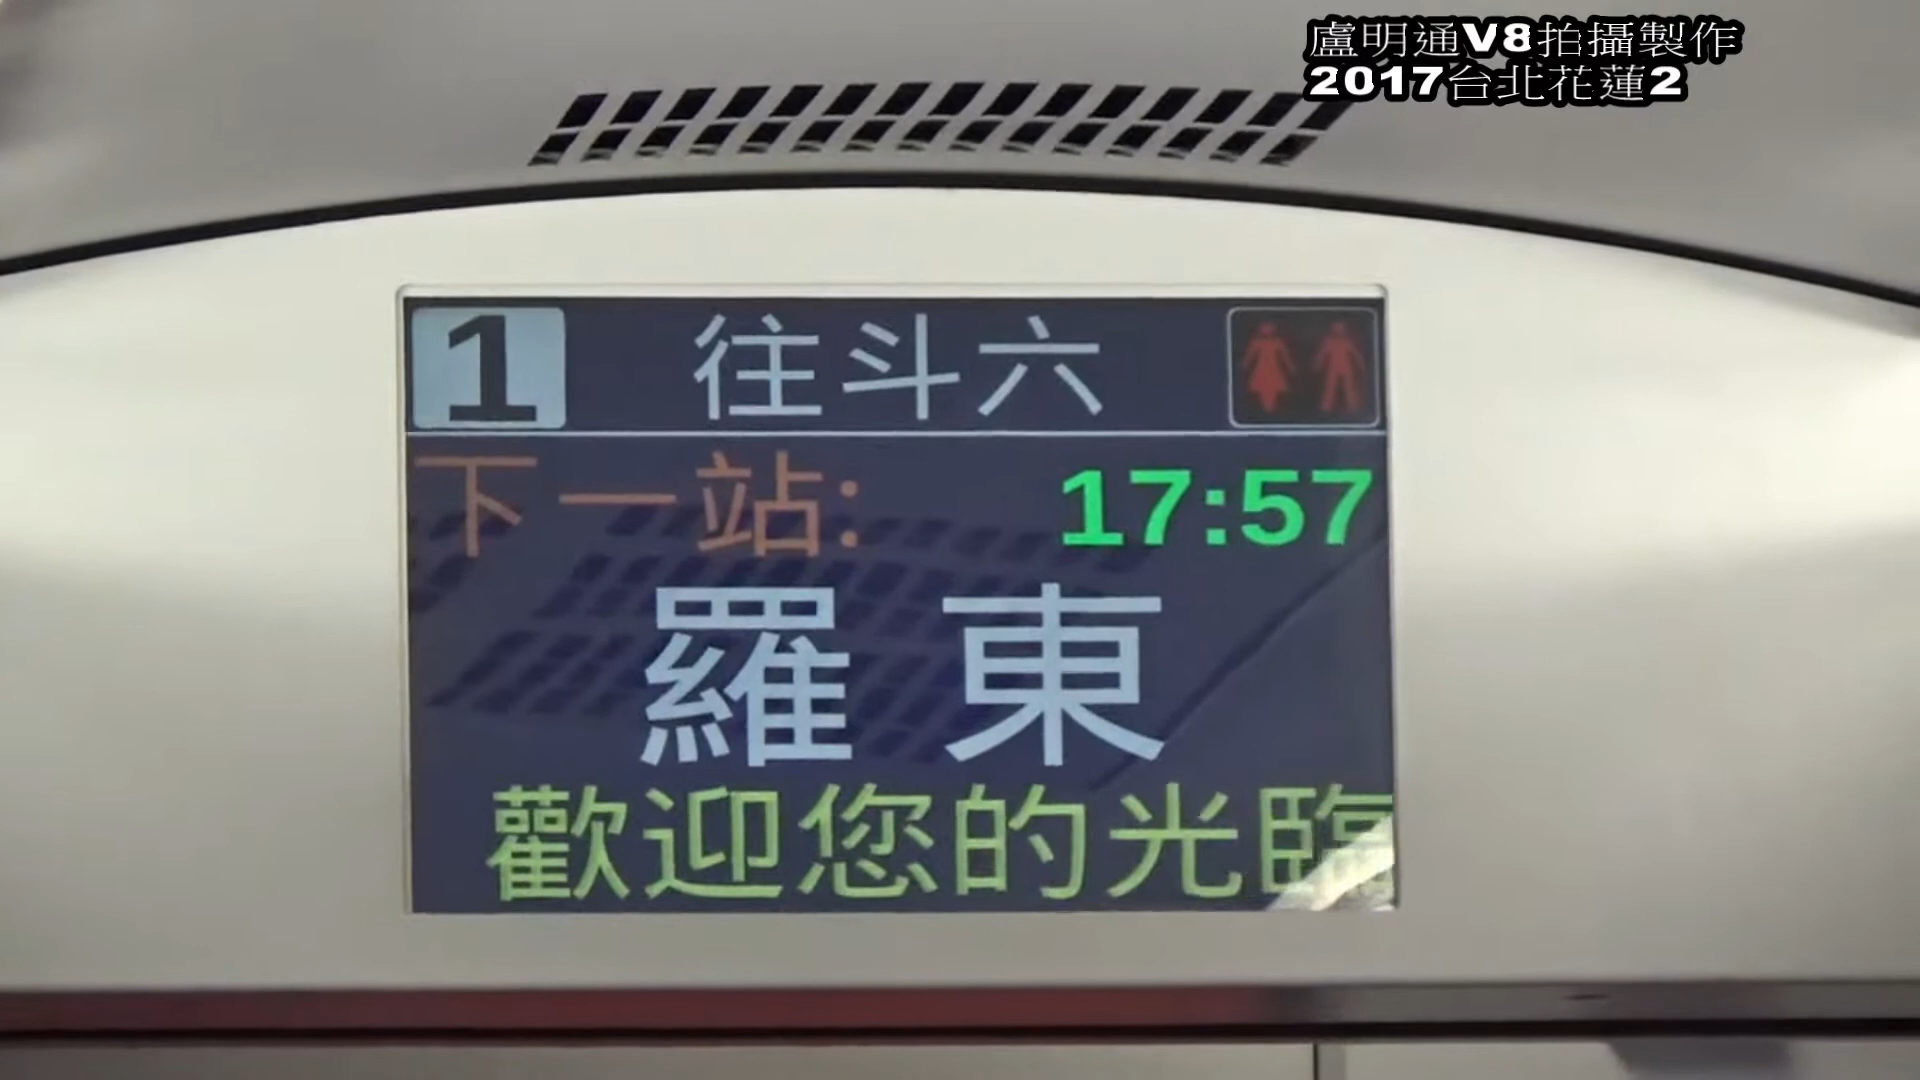 盧明通V8拍攝製作
2017台北花蓮2
1 往斗六
下一站: 17:57
羅東
歡迎您的光臨